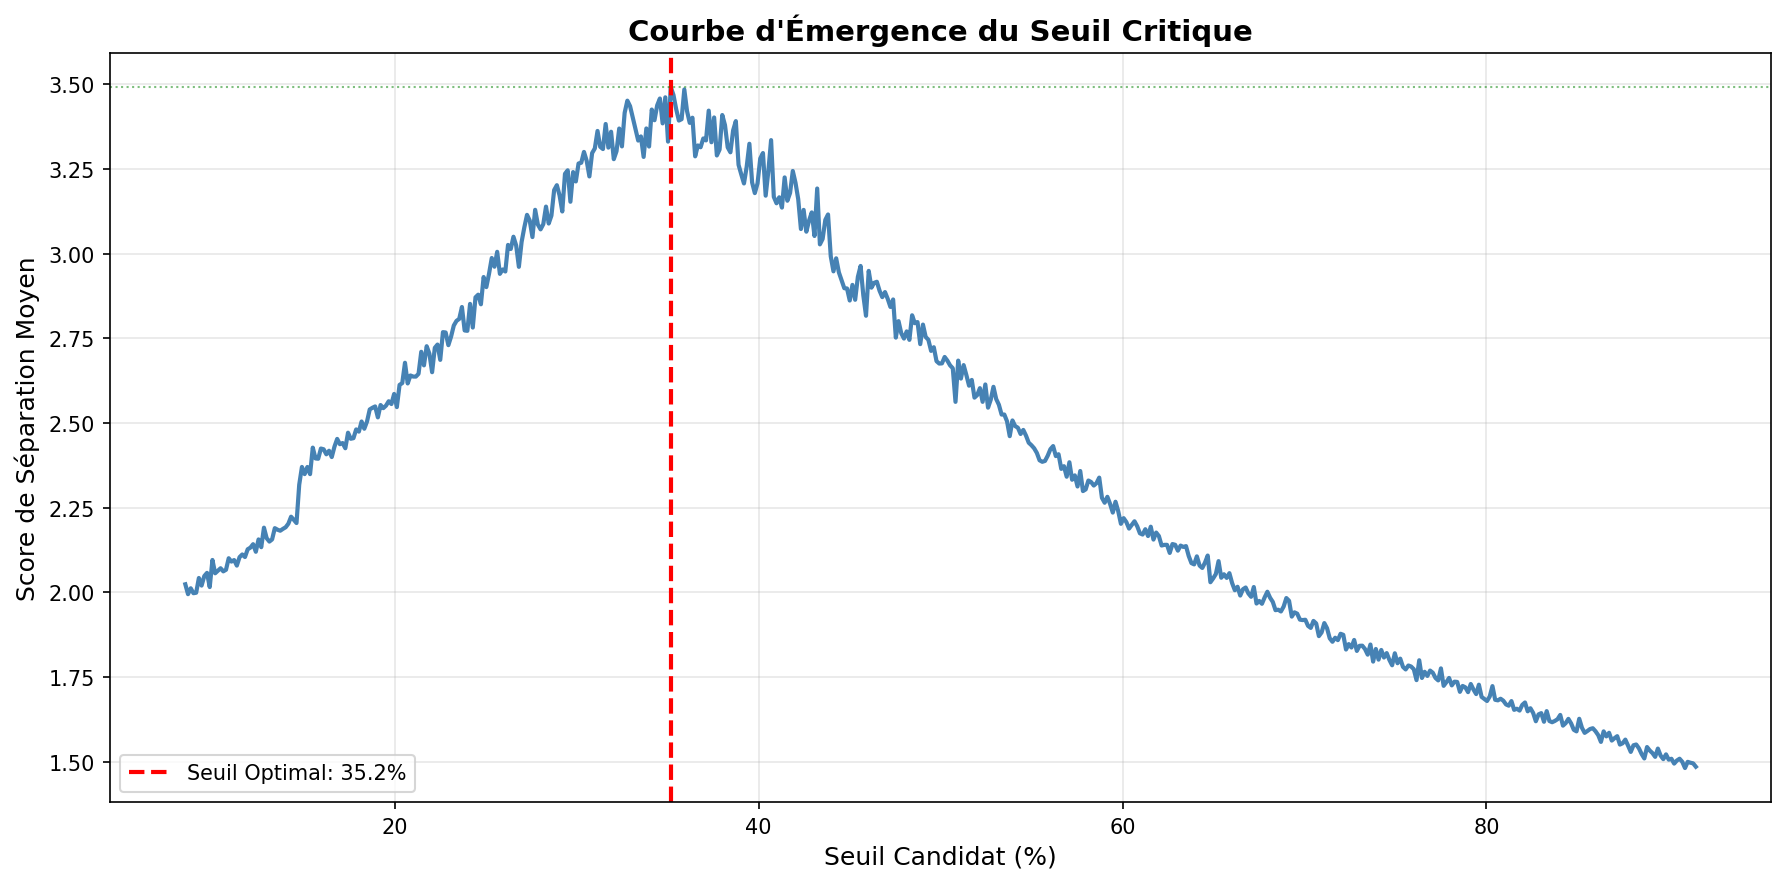 Courbe d'Émergence du Seuil Critique
Score de Séparation Moyen
3.50
3.25
3.00
2.75
2.50
2.25
2.00
1.75
1.50
Seuil Optimal: 35.2%
20 40 60 80
Seuil Candidat (%)